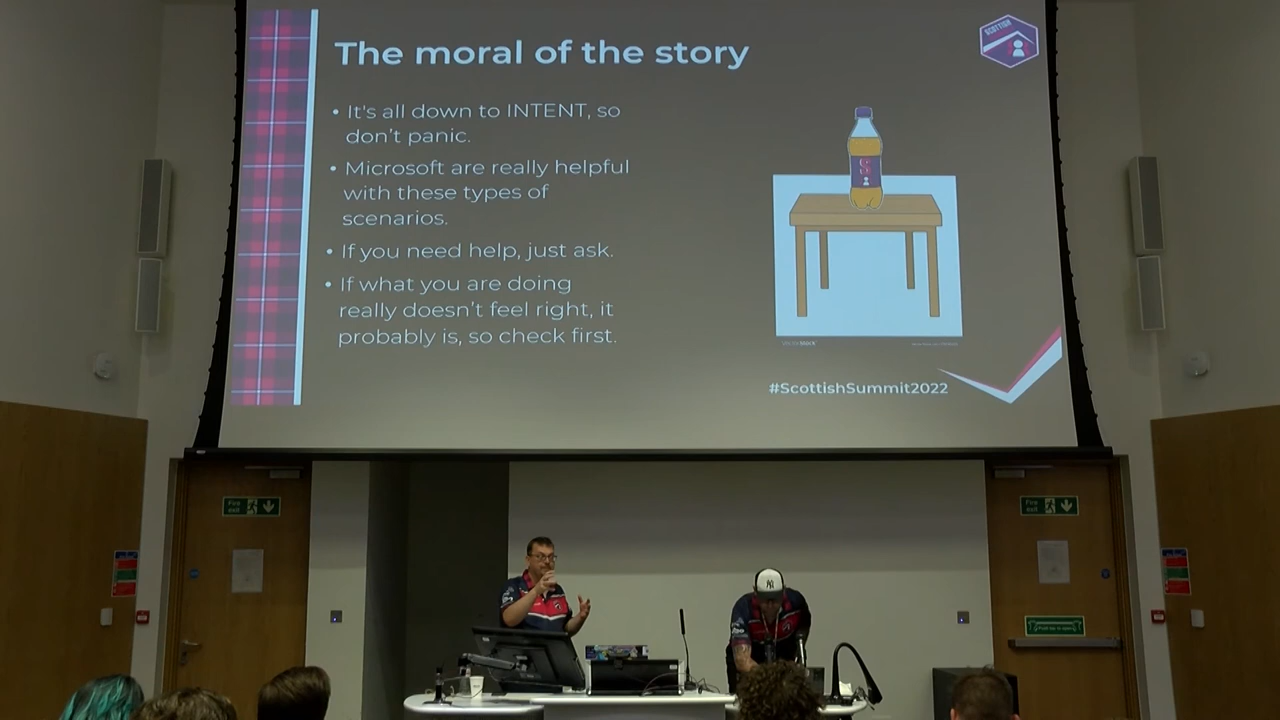 The moral of the story
SCOTTISH
• It's all down to INTENT, so
don't panic.
• Microsoft are really helpful
with these types of
scenarios.
• If you need help, just ask.
• If what you are doing
really doesn't feel right, it
probably is, so check first.
#ScottishSummit2022
Fire
exit
Fire
exit
NY